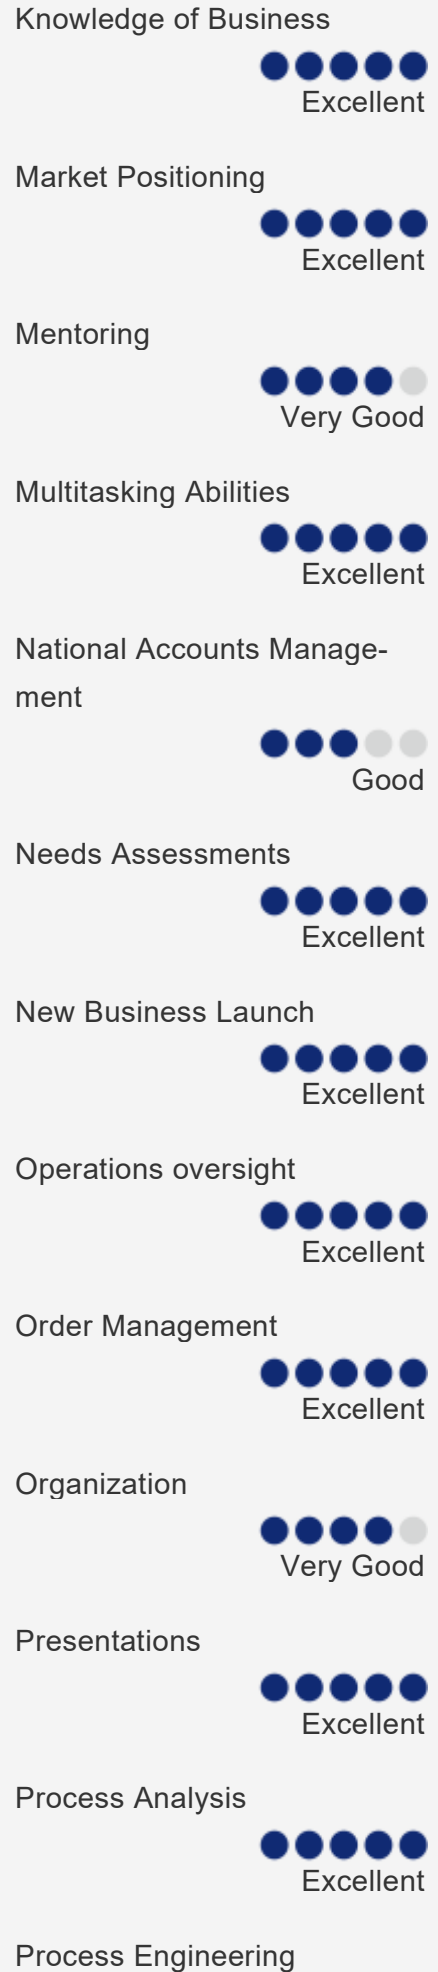 Knowledge of Business
Excellent
Market Positioning
Excellent
Mentoring
Very Good
Multitasking Abilities
Excellent
National Accounts Manage-
ment
Good
Needs Assessments
Excellent
New Business Launch
Excellent
Operations oversight
Excellent
Order Management
Excellent
Organization
Very Good
Presentations
Excellent
Process Analysis
Excellent
Process Engineering